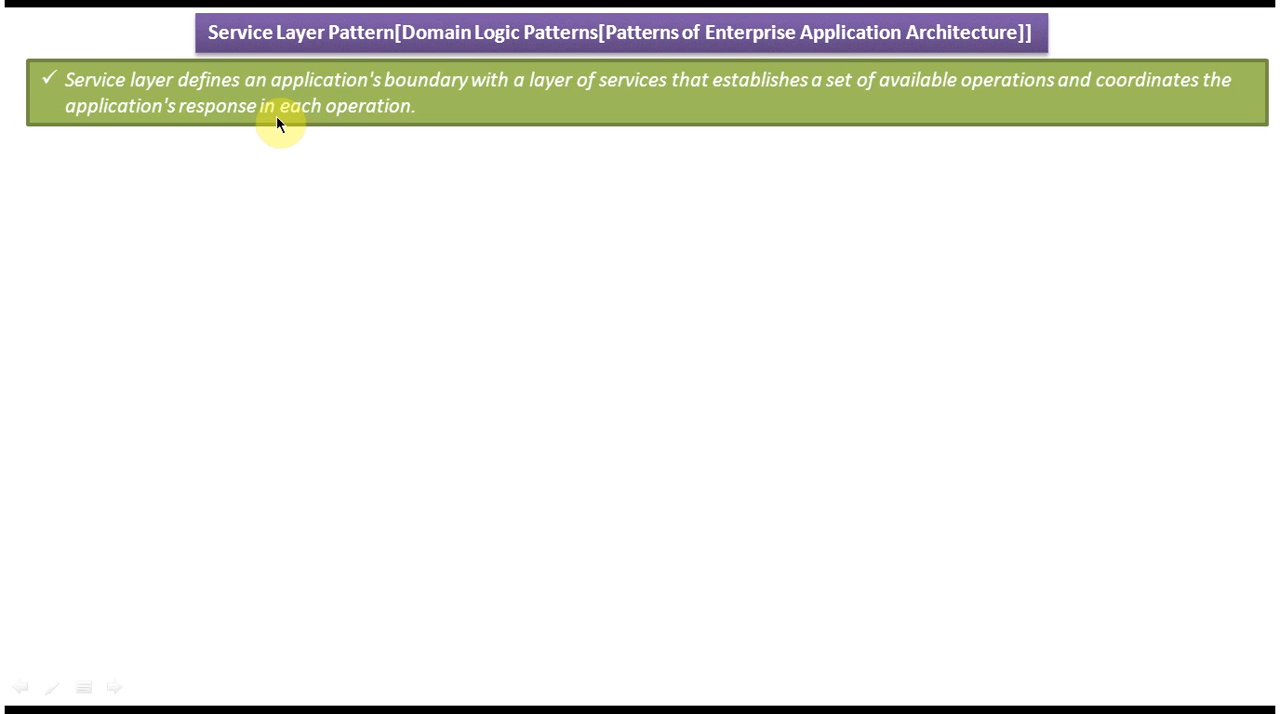 Service Layer Pattern[Domain Logic Patterns[Patterns of Enterprise Application Architecture]]
✓ Service layer defines an application's boundary with a layer of services that establishes a set of available operations and coordinates the
application's response in each operation.